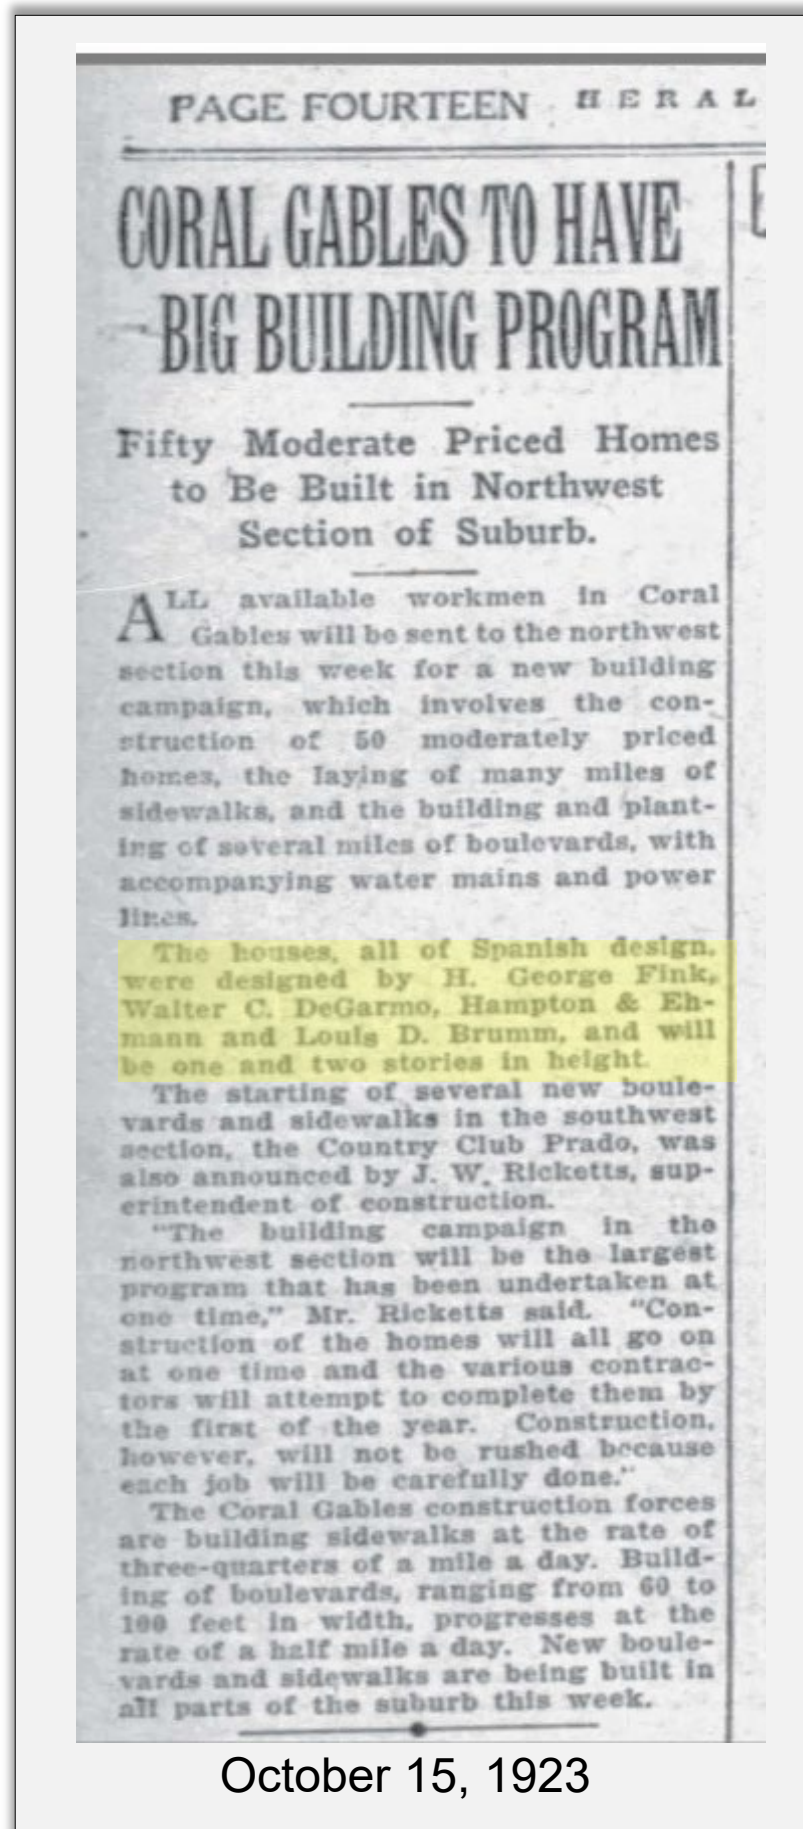 PAGE FOURTEEN HERAL
CORAL GABLES TO HAVE
BIG BUILDING PROGRAM
Fifty Moderate Priced Homes
to Be Built in Northwest
Section of Suburb.
ALL available workmen in Coral
Gables will be sent to the northwest
section this week for a new building
campaign, which involves the con-
struction of 50 moderately priced
homes, the laying of many miles of
sidewalks, and the building and plant-
ing of several miles of boulevards, with
accompanying water mains and power
lines.
The houses, all of Spanish design,
were designed by H. George Fink,
Walter C. DeGarmo, Hampton & Eh-
mann and Louis D. Brumm, and will
be one and two stories in height.
The starting of several new boule-
vards and sidewalks in the southwest
section, the Country Club Prado, was
also announced by J. W. Ricketts, sup-
erintendent of construction.
"The building campaign in the
northwest section will be the largest
program that has been undertaken at
one time," Mr. Ricketts said. "Con-
struction of the homes will all go on
at one time and the various contrac-
tors will attempt to complete them by
the first of the year. Construction,
however, will not be rushed because
each job will be carefully done."
The Coral Gables construction forces
are building sidewalks at the rate of
three-quarters of a mile a day. Build-
ing of boulevards, ranging from 60 to
100 feet in width, progresses at the
rate of a half mile a day. New boule-
vards and sidewalks are being built in
all parts of the suburb this week.
October 15, 1923